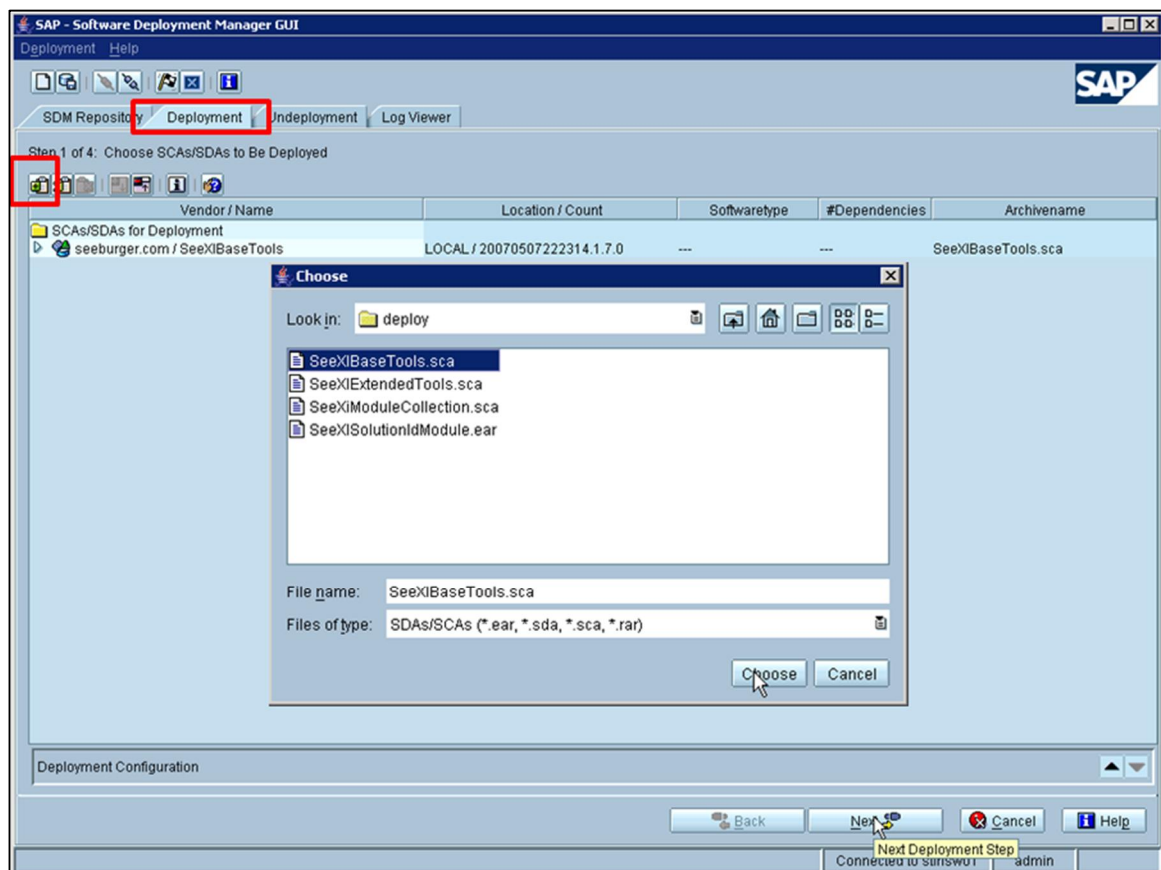 SAP - Software Deployment Manager GUI
Deployment Help
SAP
SDM Repository Deployment Undeployment Log Viewer
Step 1 of 4: Choose SCAs/SDAs to Be Deployed
Vendor / Name Location / Count Softwaretype #Dependencies Archivename
SCAs/SDAs for Deployment
seeburger.com / SeeXIBaseTools LOCAL / 20070507222314.1.7.0 --- --- SeeXIBaseTools.sca
Choose
Look in: deploy
SeeXIBaseTools.sca
SeeXIExtendedTools.sca
SeeXiModuleCollection.sca
SeeXISolutionIdModule.ear
File name: SeeXIBaseTools.sca
Files of type: SDAs/SCAs (*.ear, *.sda, *.sca, *.rar)
Choose Cancel
Deployment Configuration
Back Next Cancel Help
Next Deployment Step
Connected to admin